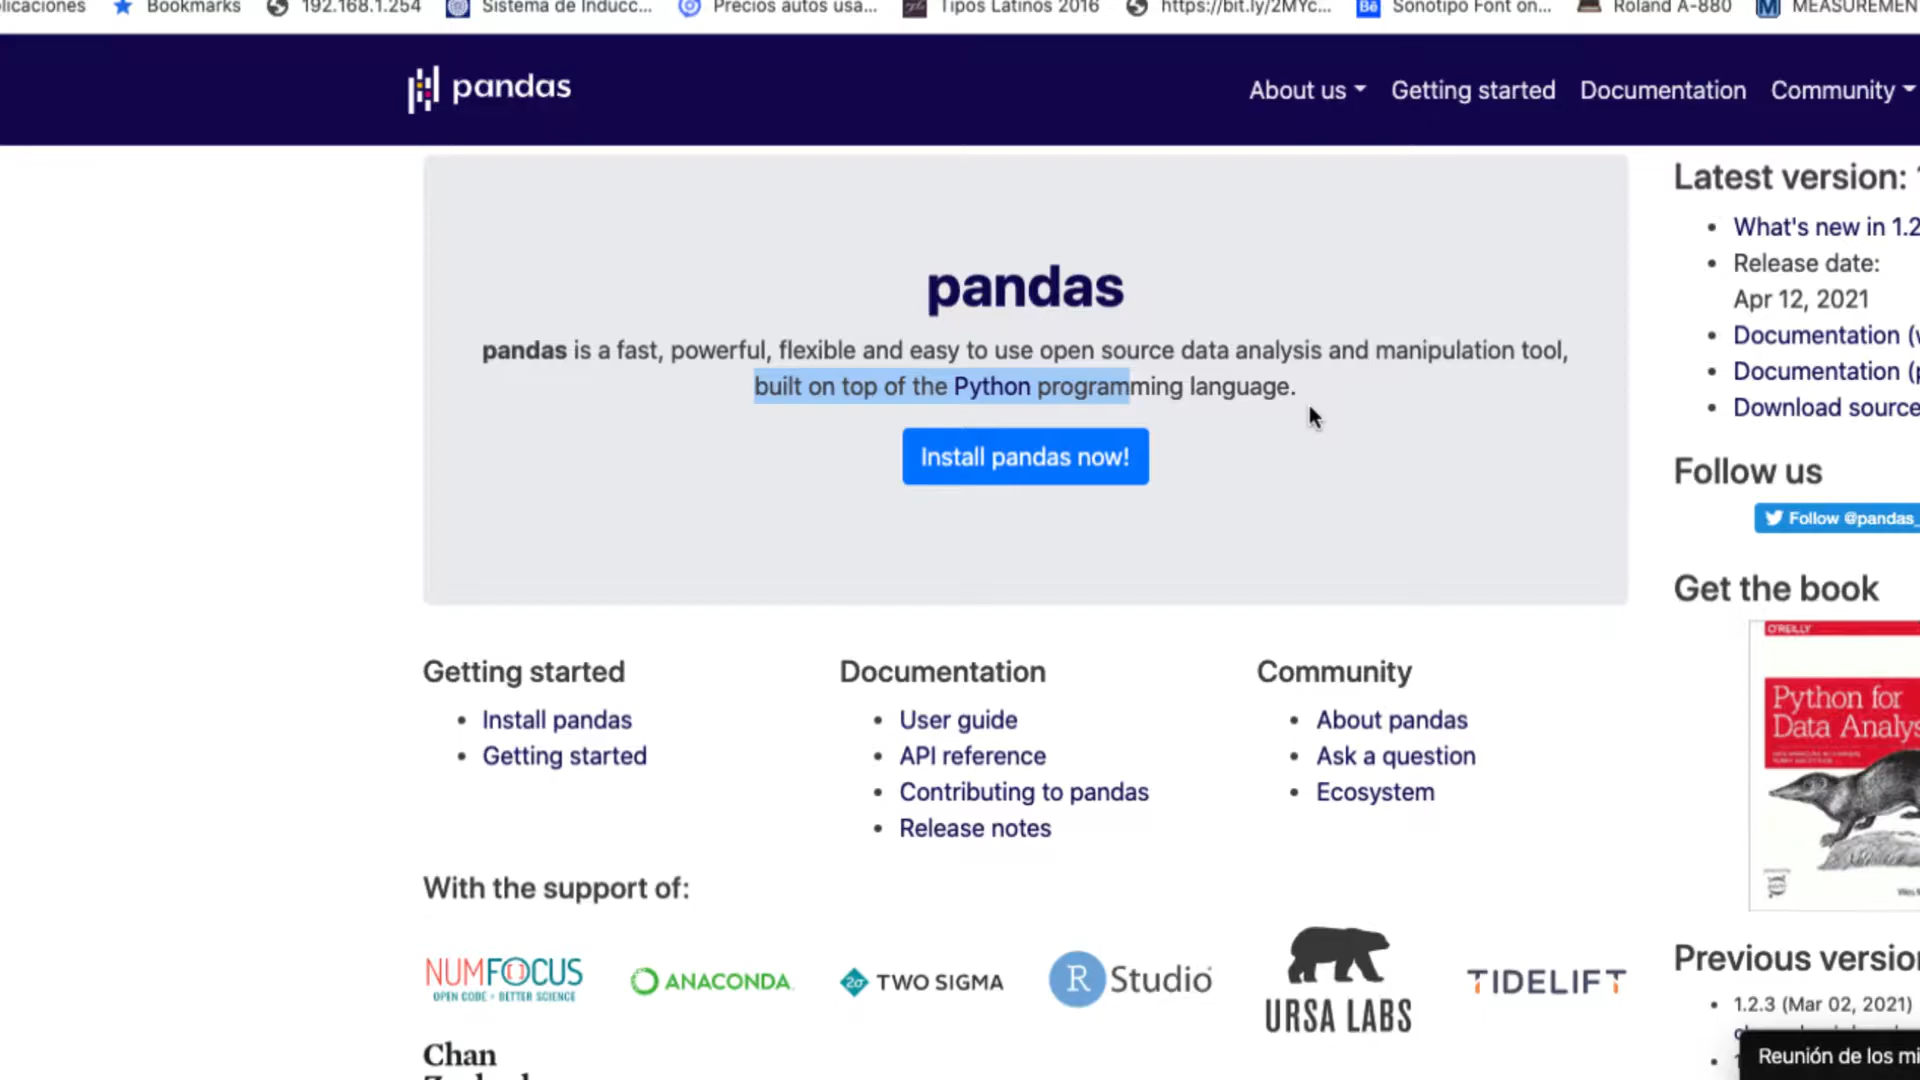 Bookmarks 192.168.1.254 Sistema de Inducc... Precios autos usa... Tipos Latinos 2016 https://bit.ly/2MYc... Sonotipo Font on... Roland A-880 MEASUREMEN
pandas
About us Getting started Documentation Community
pandas
pandas is a fast, powerful, flexible and easy to use open source data analysis and manipulation tool,
built on top of the Python programming language.
Install pandas now!
Getting started
Install pandas
Getting started
Documentation
User guide
API reference
Contributing to pandas
Release notes
Community
About pandas
Ask a question
Ecosystem
With the support of:
NUMFOCUS
OPEN CODE = BETTER SCIENCE
ANACONDA
TWO SIGMA
R Studio
URSA LABS
TIDELIFT
Chan
Latest version:
What's new in 1.2
Release date:
Apr 12, 2021
Documentation
Documentation
Download source
Follow us
Follow @pandas_
Get the book
O'REILLY
Python for
Data Analys
Previous version
1.2.3 (Mar 02, 2021)
Reunión de los mi